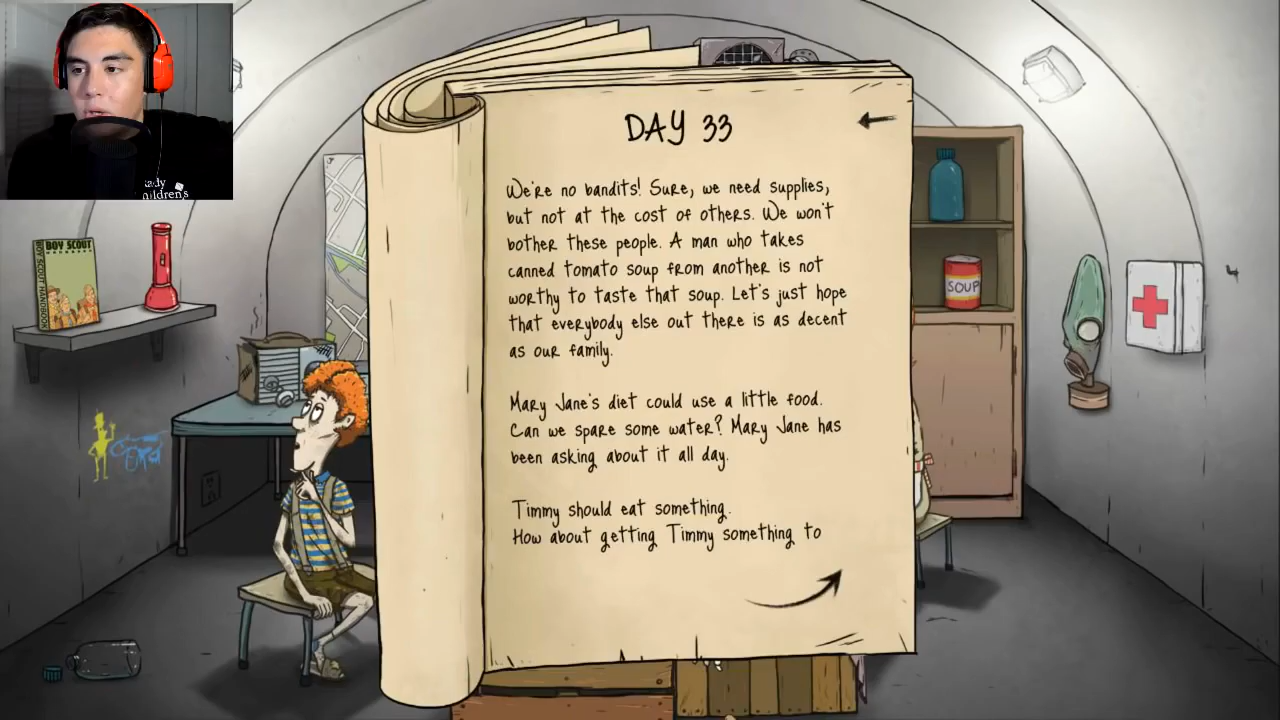 DAY 33
We're no bandits! Sure, we need supplies,
but not at the cost of others. We won't
bother these people. A man who takes
canned tomato soup from another is not
worthy to taste that soup. Let's just hope
that everybody else out there is as decent
as our family.
Mary Jane's diet could use a little food.
Can we spare some water? Mary Jane has
been asking about it all day.
Timmy should eat something.
How about getting Timmy something to
BOY SCOUT
BOY SCOUT HANDBOOK
SOUP
4